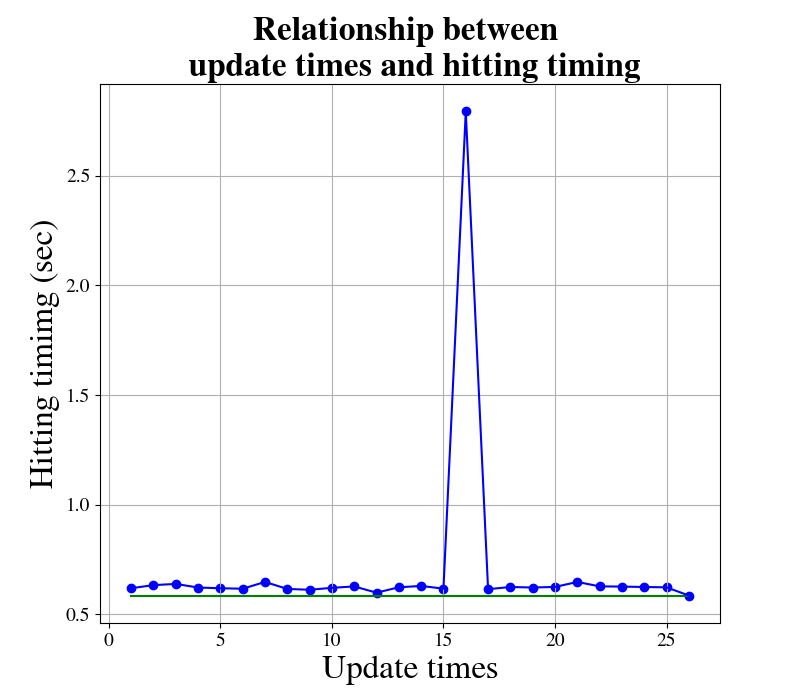 Relationship between
update times and hitting timing
Hitting timimg (sec)
2.5
2.0
1.5
1.0
0.5
0 5 10 15 20 25
Update times